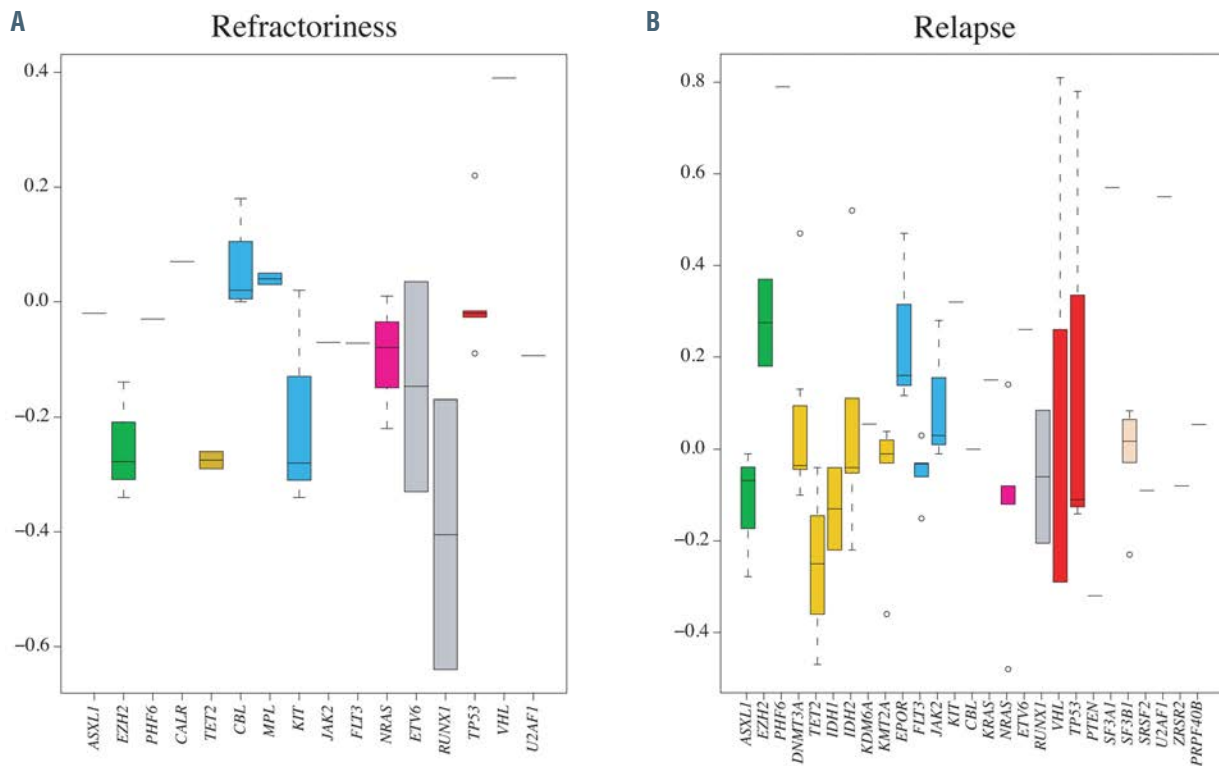 A
Refractoriness
0.4
0.2
0.0
−0.2
−0.4
−0.6
ASXL1
EZH2
PHF6
CALR
TET2
CBL
MPL
KIT
JAK2
FLT3
NRAS
ETV6
RUNX1
TP53
VHL
U2AF1
B
Relapse
0.8
0.6
0.4
0.2
0.0
−0.2
−0.4
ASXL1
EZH2
PHF6
DNMT3A
TET2
IDH1
IDH2
KDM6A
KMT2A
EPOR
FLT3
JAK2
KIT
CBL
KRAS
NRAS
ETV6
RUNX1
VHL
TP53
PTEN
SF3A1
SF3B1
SRSF2
U2AF1
ZRSR2
PRPF40B